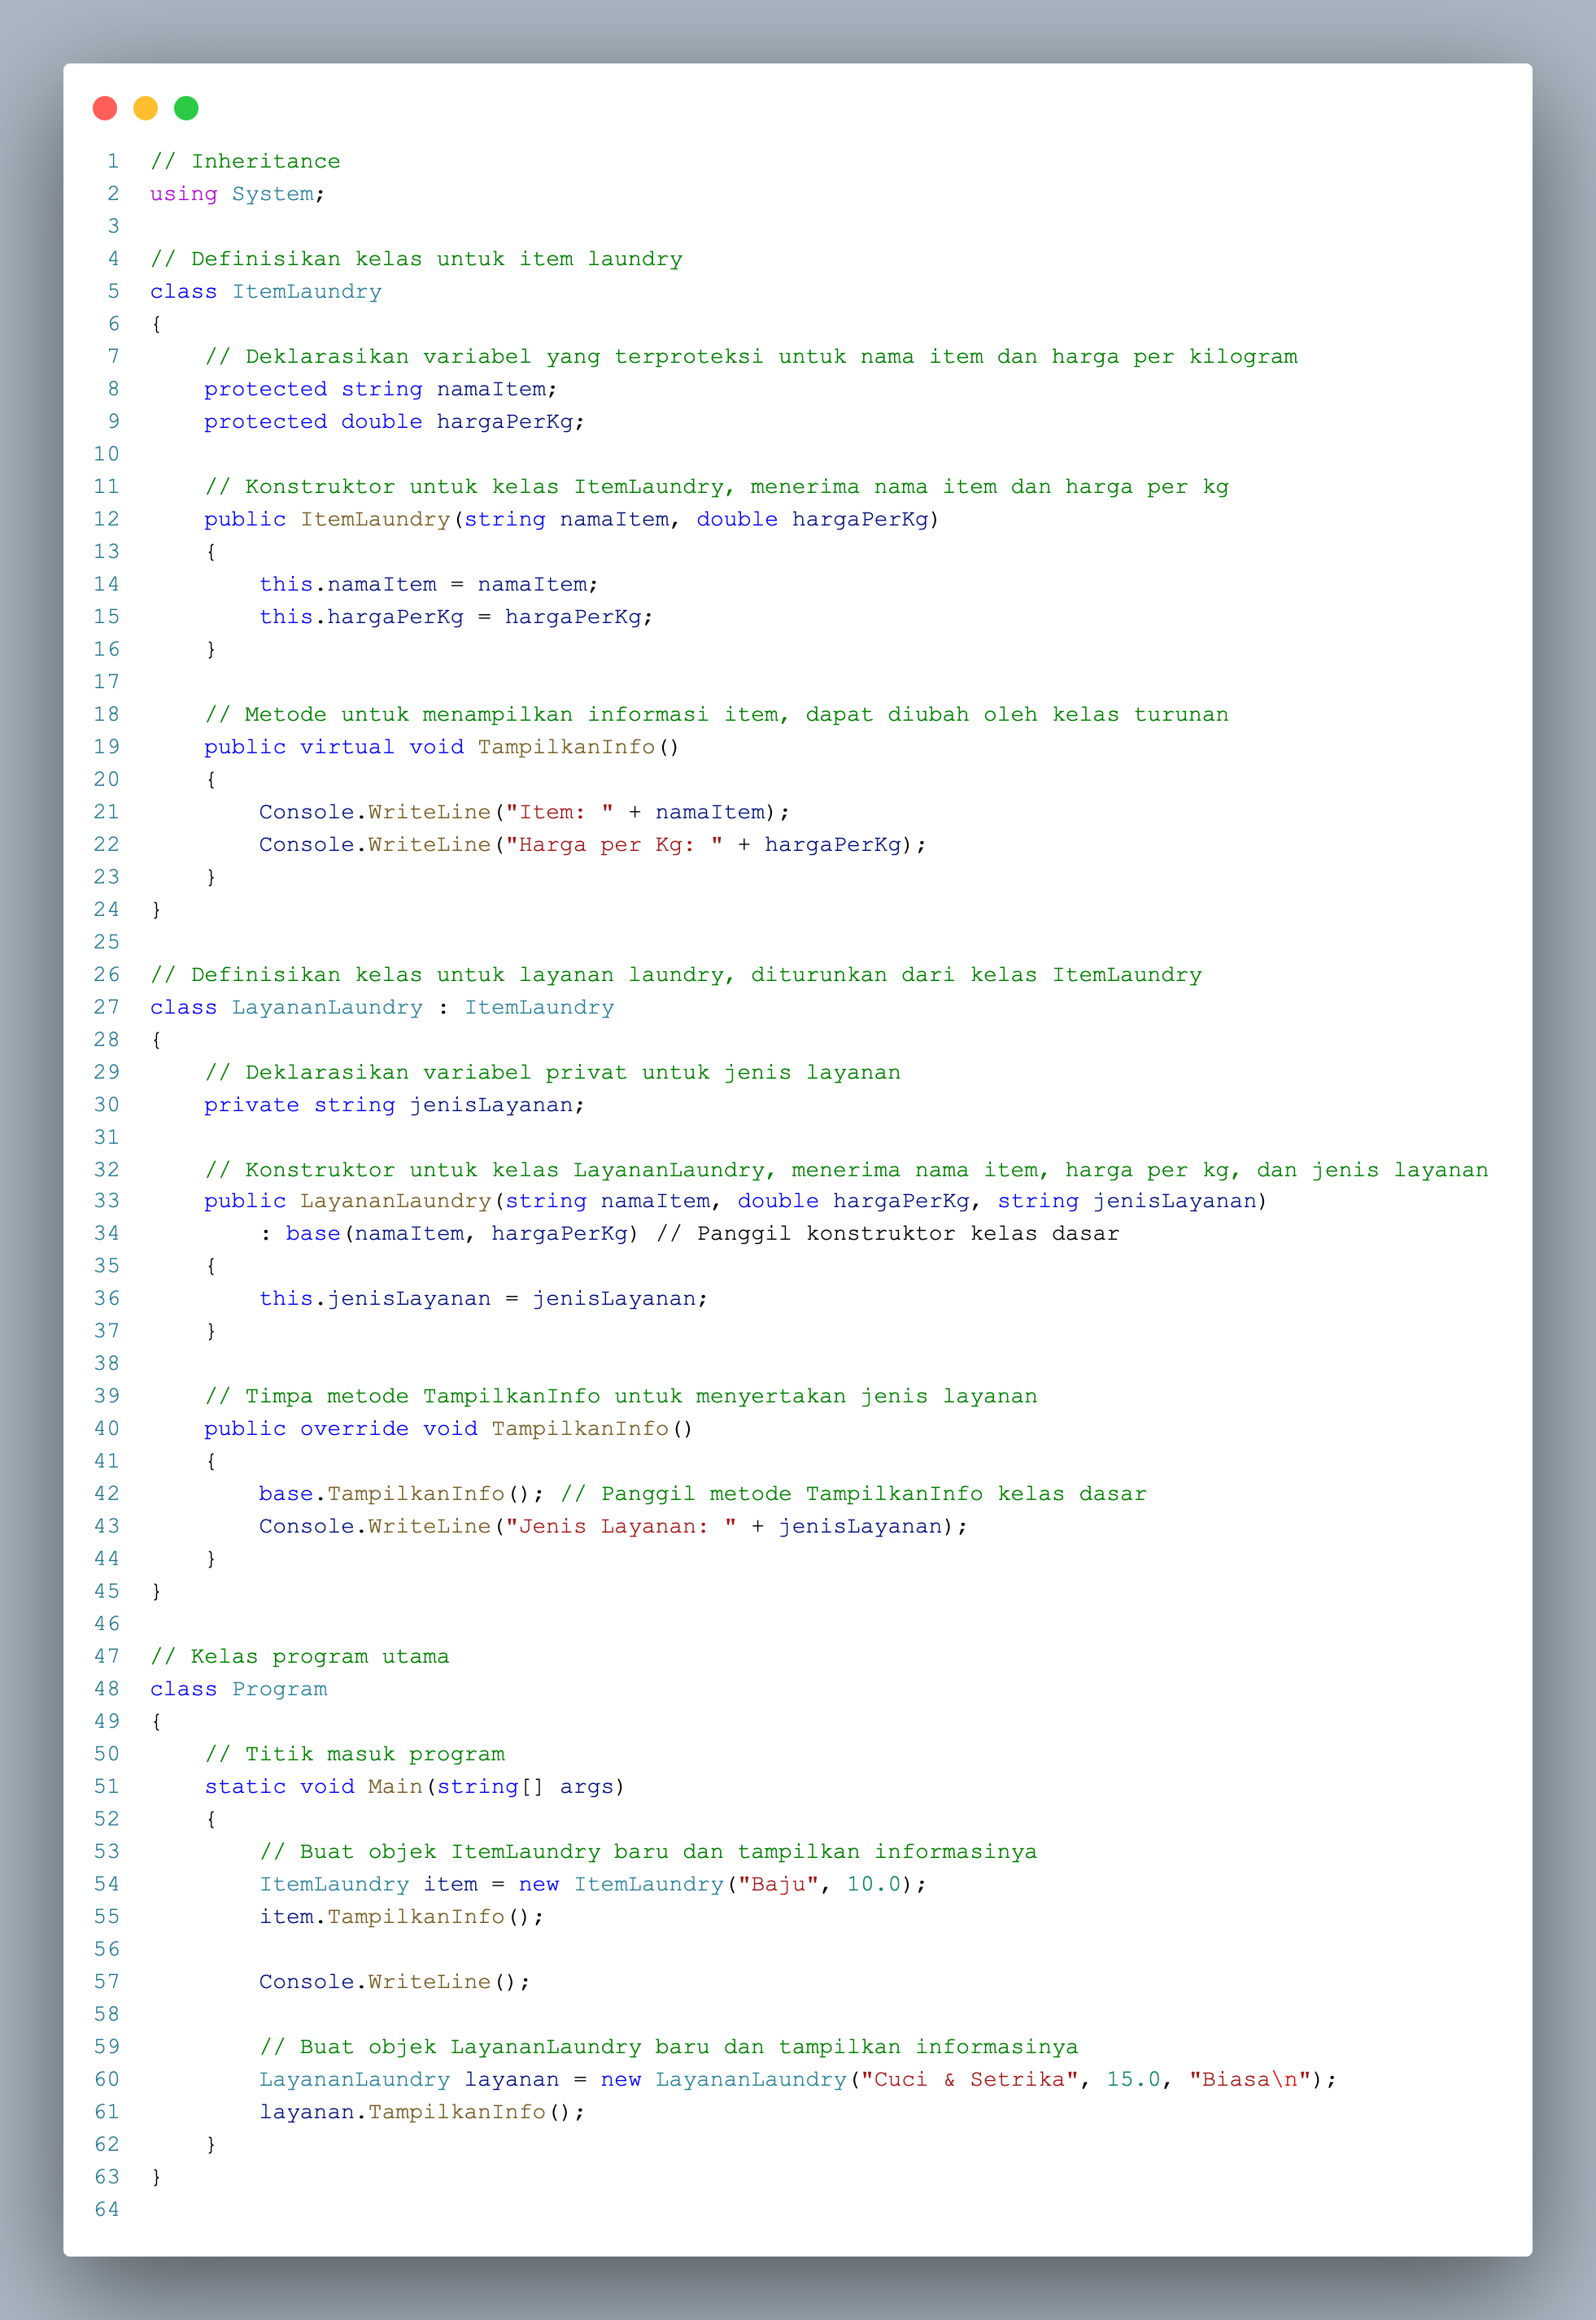 1 // Inheritance
2 using System;
3
4 // Definisikan kelas untuk item laundry
5 class ItemLaundry
6 {
7     // Deklarasikan variabel yang terproteksi untuk nama item dan harga per kilogram
8     protected string namaItem;
9     protected double hargaPerKg;
10
11     // Konstruktor untuk kelas ItemLaundry, menerima nama item dan harga per kg
12     public ItemLaundry(string namaItem, double hargaPerKg)
13     {
14         this.namaItem = namaItem;
15         this.hargaPerKg = hargaPerKg;
16     }
17
18     // Metode untuk menampilkan informasi item, dapat diubah oleh kelas turunan
19     public virtual void TampilkanInfo()
20     {
21         Console.WriteLine("Item: " + namaItem);
22         Console.WriteLine("Harga per Kg: " + hargaPerKg);
23     }
24 }
25
26 // Definisikan kelas untuk layanan laundry, diturunkan dari kelas ItemLaundry
27 class LayananLaundry : ItemLaundry
28 {
29     // Deklarasikan variabel privat untuk jenis layanan
30     private string jenisLayanan;
31
32     // Konstruktor untuk kelas LayananLaundry, menerima nama item, harga per kg, dan jenis layanan
33     public LayananLaundry(string namaItem, double hargaPerKg, string jenisLayanan)
34         : base(namaItem, hargaPerKg) // Panggil konstruktor kelas dasar
35     {
36         this.jenisLayanan = jenisLayanan;
37     }
38
39     // Timpa metode TampilkanInfo untuk menyertakan jenis layanan
40     public override void TampilkanInfo()
41     {
42         base.TampilkanInfo(); // Panggil metode TampilkanInfo kelas dasar
43         Console.WriteLine("Jenis Layanan: " + jenisLayanan);
44     }
45 }
46
47 // Kelas program utama
48 class Program
49 {
50     // Titik masuk program
51     static void Main(string[] args)
52     {
53         // Buat objek ItemLaundry baru dan tampilkan informasinya
54         ItemLaundry item = new ItemLaundry("Baju", 10.0);
55         item.TampilkanInfo();
56
57         Console.WriteLine();
58
59         // Buat objek LayananLaundry baru dan tampilkan informasinya
60         LayananLaundry layanan = new LayananLaundry("Cuci & Setrika", 15.0, "Biasa\n");
61         layanan.TampilkanInfo();
62     }
63 }
64